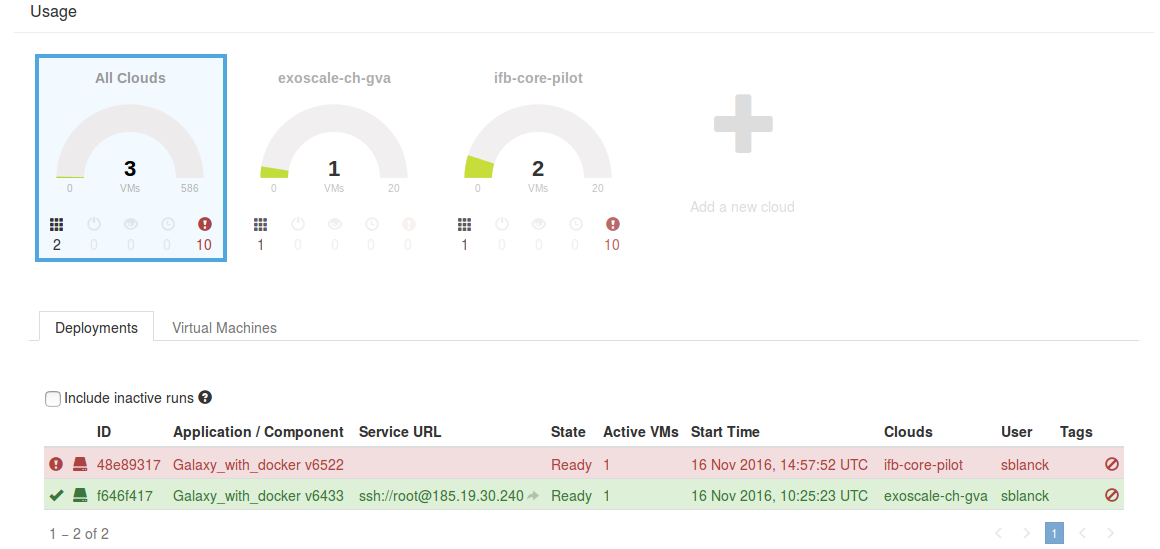 Usage
All Clouds exoscale-ch-gva ifb-core-pilot
3 1 2
0 VMs 586 0 VMs 20 0 VMs 20
Add a new cloud
2 0 0 0 10 1 0 0 0 0 1 0 0 0 10
Deployments Virtual Machines
Include inactive runs ?
ID Application / Component Service URL State Active VMs Start Time Clouds User Tags
48e89317 Galaxy_with_docker v6522 Ready 1 16 Nov 2016, 14:57:52 UTC ifb-core-pilot sblanck
f646f417 Galaxy_with_docker v6433 ssh://root@185.19.30.240 Ready 1 16 Nov 2016, 10:25:23 UTC exoscale-ch-gva sblanck
1 – 2 of 2 1